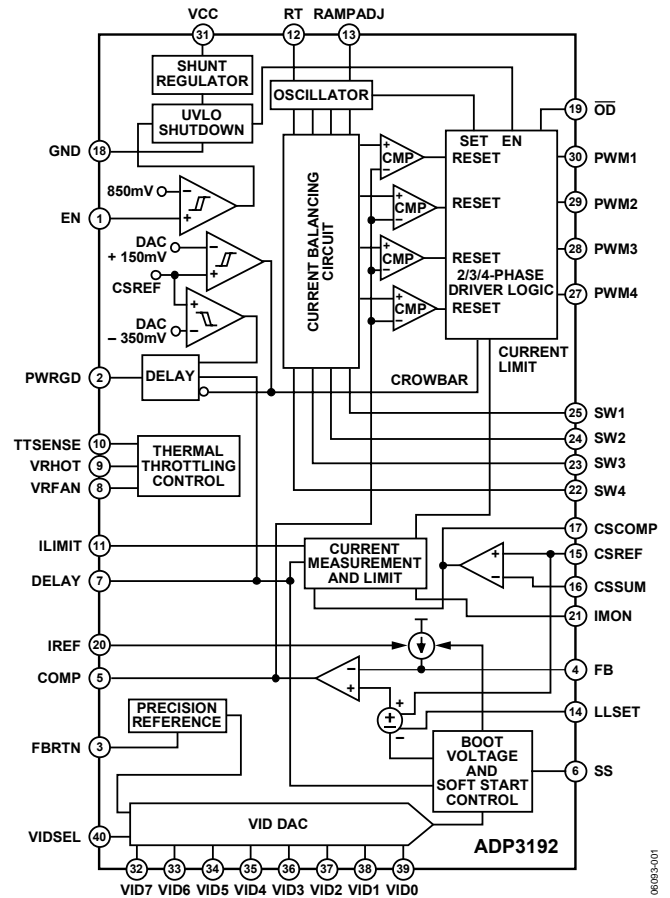 VCC
RT RAMPADJ
31
12
13
SHUNT
REGULATOR
OSCILLATOR
UVLO
SHUTDOWN
GND 18
850mV
–
+
EN 1
DAC
+ 150mV
–
+
CSREF
+
–
DAC
– 350mV
PWRGD 2
DELAY
CURRENT BALANCING
CIRCUIT
+
–
CMP
+
–
CMP
+
–
CMP
+
–
CMP
SET EN
RESET
RESET
RESET
2/3/4-PHASE
DRIVER LOGIC
RESET
19 OD
30 PWM1
29 PWM2
28 PWM3
27 PWM4
CURRENT
LIMIT
CROWBAR
25 SW1
24 SW2
23 SW3
22 SW4
TTSENSE 10
VRHOT 9
VRFAN 8
THERMAL
THROTTLING
CONTROL
ILIMIT 11
DELAY 7
CURRENT
MEASUREMENT
AND LIMIT
+
–
17 CSCOMP
15 CSREF
16 CSSUM
21 IMON
IREF 20
COMP 5
–
+
4 FB
+
±
–
14 LLSET
PRECISION
REFERENCE
FBRTN 3
BOOT
VOLTAGE
AND
SOFT START
CONTROL
6 SS
VIDSEL 40
VID DAC
ADP3192
32 33 34 35 36 37 38 39
VID7 VID6 VID5 VID4 VID3 VID2 VID1 VID0
06093-001